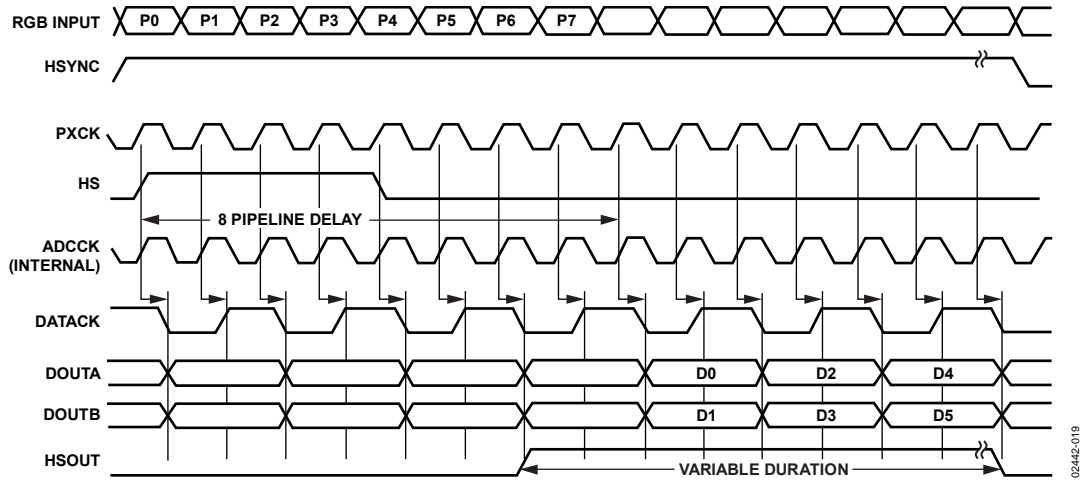 RGB INPUT P0 P1 P2 P3 P4 P5 P6 P7
HSYNC
PXCK
HS
8 PIPELINE DELAY
ADCCK
(INTERNAL)
DATACK
DOUTA D0 D2 D4
DOUTB D1 D3 D5
HSOUT
VARIABLE DURATION
02442-019